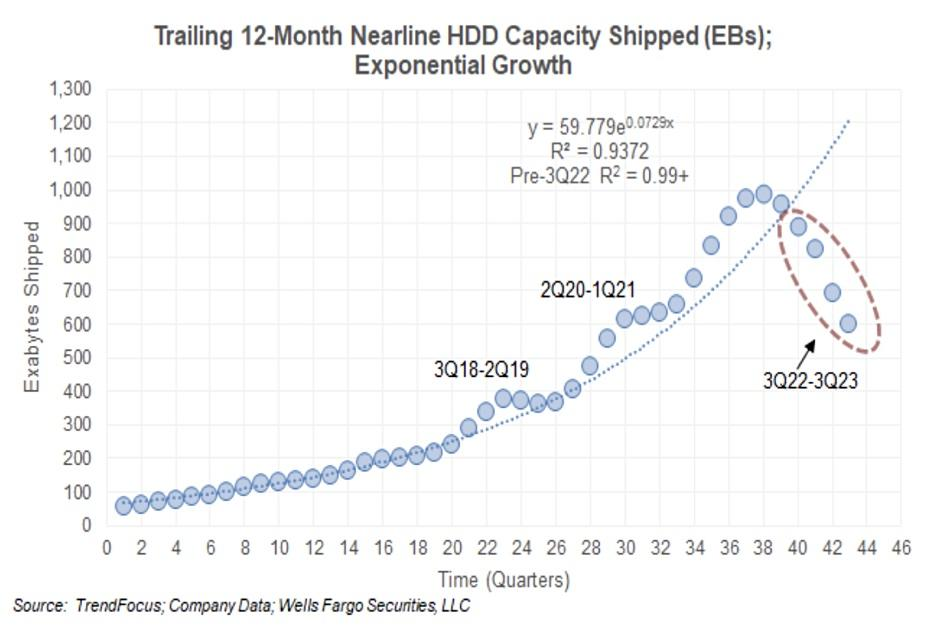 Trailing 12-Month Nearline HDD Capacity Shipped (EBs);
Exponential Growth
1,300
1,200
1,100
1,000
900
800
700
600
500
400
300
200
100
0
Exabytes Shipped
y = 59.779e^0.0729x
R² = 0.9372
Pre-3Q22 R² = 0.99+
2Q20-1Q21
3Q18-2Q19
3Q22-3Q23
0 2 4 6 8 10 12 14 16 18 20 22 24 26 28 30 32 34 36 38 40 42 44 46
Time (Quarters)
Source: TrendFocus; Company Data; Wells Fargo Securities, LLC